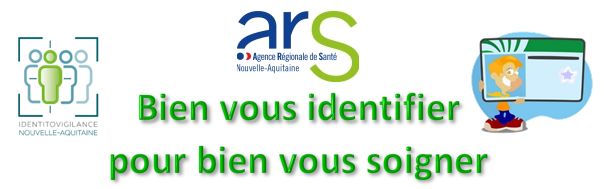 ars
Agence Régionale de Santé
Nouvelle-Aquitaine
IDENTITOVIGILANCE
NOUVELLE-AQUITAINE
Bien vous identifier
pour bien vous soigner